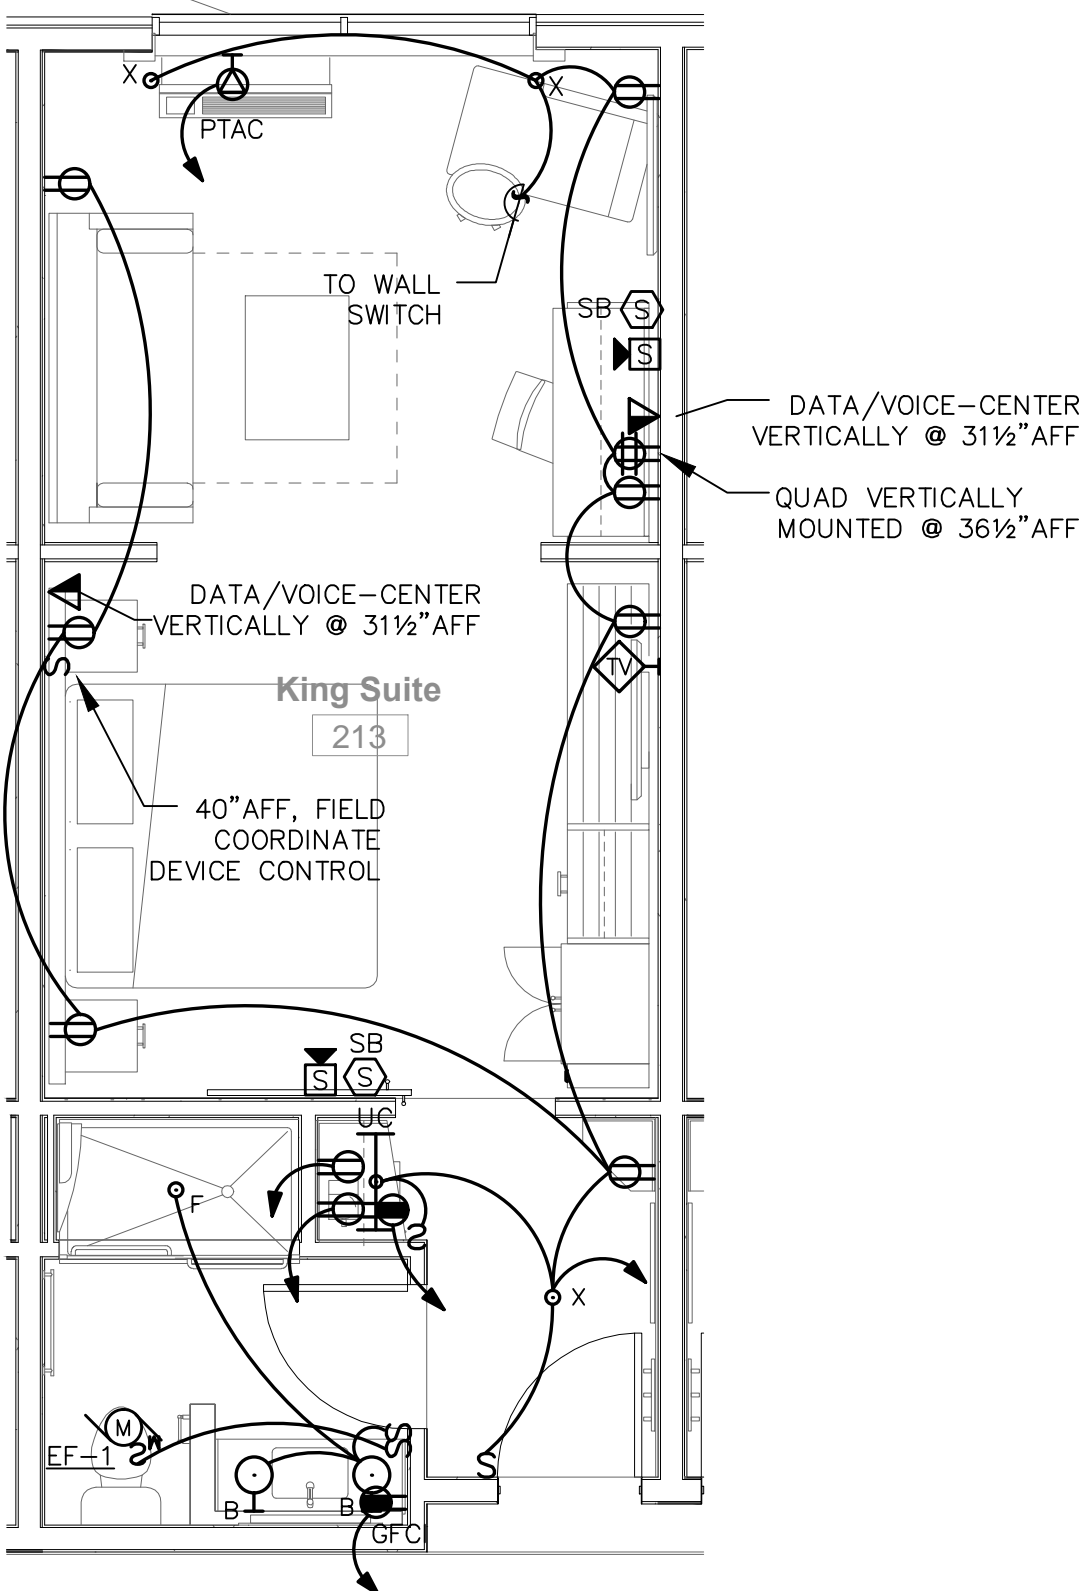 X
X
PTAC
TO WALL
SWITCH
SB S
S
DATA/VOICE-CENTER
VERTICALLY @ 31½"AFF
QUAD VERTICALLY
MOUNTED @ 36½"AFF
DATA/VOICE-CENTER
VERTICALLY @ 31½"AFF
S
TV
King Suite
213
40"AFF, FIELD
COORDINATE
DEVICE CONTROL
SB
S
S
UC
F
S
X
M
EF-1
SM
S
S
S
B
B
GFCI